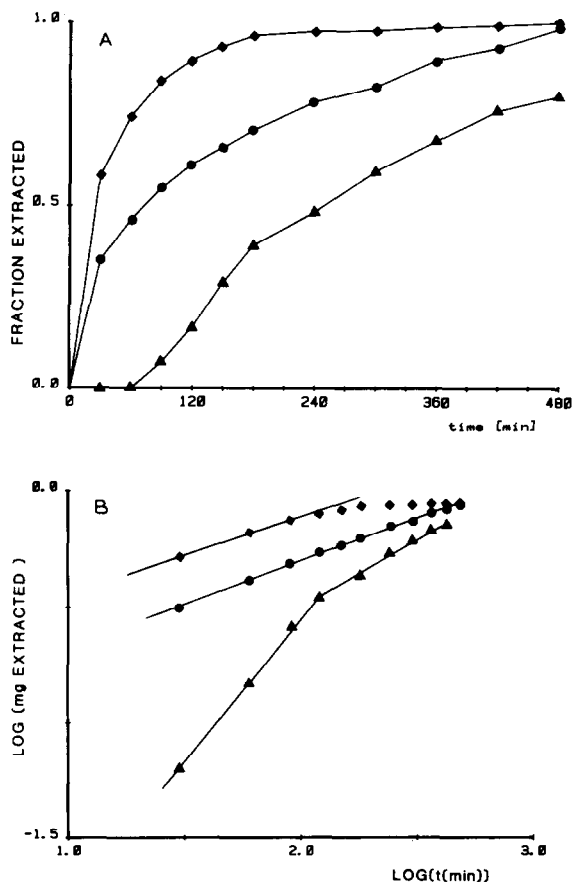 1.0
A
0.5
FRACTION EXTRACTED
0.0
0
120
240
360
480
time [min]
0.0
B
LOG (mg EXTRACTED)
-1.5
1.0
2.0
3.0
LOG(t(min))